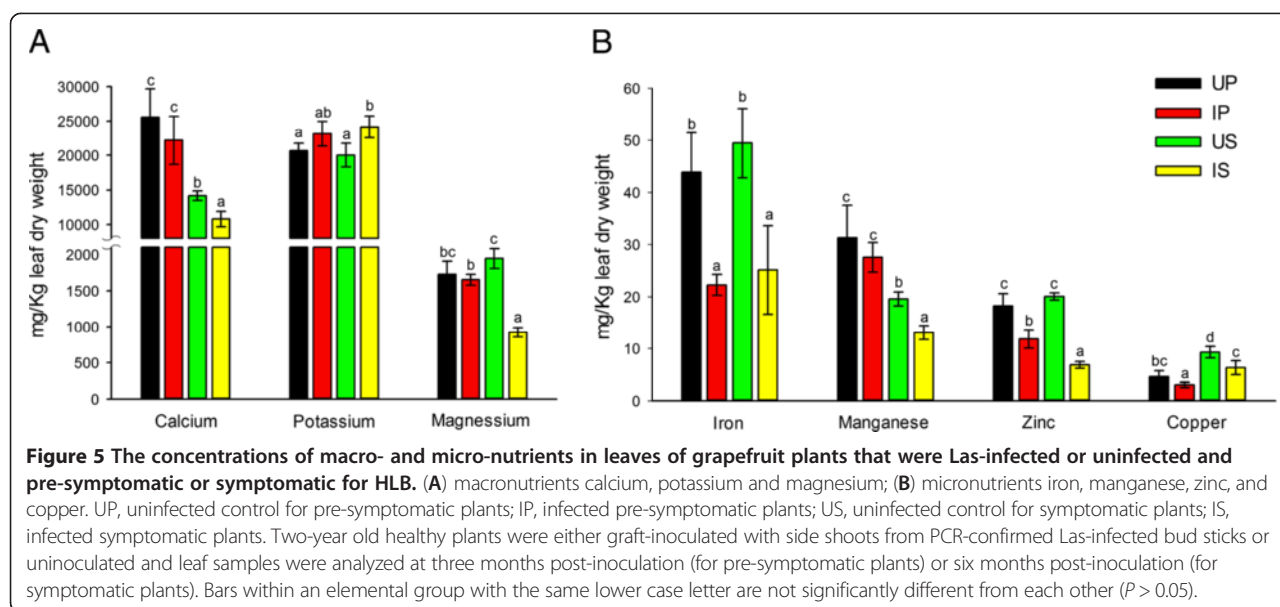 A
mg/Kg leaf dry weight
30000
25000
20000
15000
10000
2000
1500
1000
500
0
c
c
b
a
a
ab
a
b
bc
b
c
a
Calcium
Potassium
Magnessium
B
mg/Kg leaf dry weight
60
50
40
30
20
10
0
b
a
b
a
c
c
b
a
c
b
c
a
bc
a
d
c
Iron
Manganese
Zinc
Copper
UP
IP
US
IS
Figure 5 The concentrations of macro- and micro-nutrients in leaves of grapefruit plants that were Las-infected or uninfected and
pre-symptomatic or symptomatic for HLB. (A) macronutrients calcium, potassium and magnesium; (B) micronutrients iron, manganese, zinc, and
copper. UP, uninfected control for pre-symptomatic plants; IP, infected pre-symptomatic plants; US, uninfected control for symptomatic plants; IS,
infected symptomatic plants. Two-year old healthy plants were either graft-inoculated with side shoots from PCR-confirmed Las-infected bud sticks or
uninoculated and leaf samples were analyzed at three months post-inoculation (for pre-symptomatic plants) or six months post-inoculation (for
symptomatic plants). Bars within an elemental group with the same lower case letter are not significantly different from each other (P > 0.05).